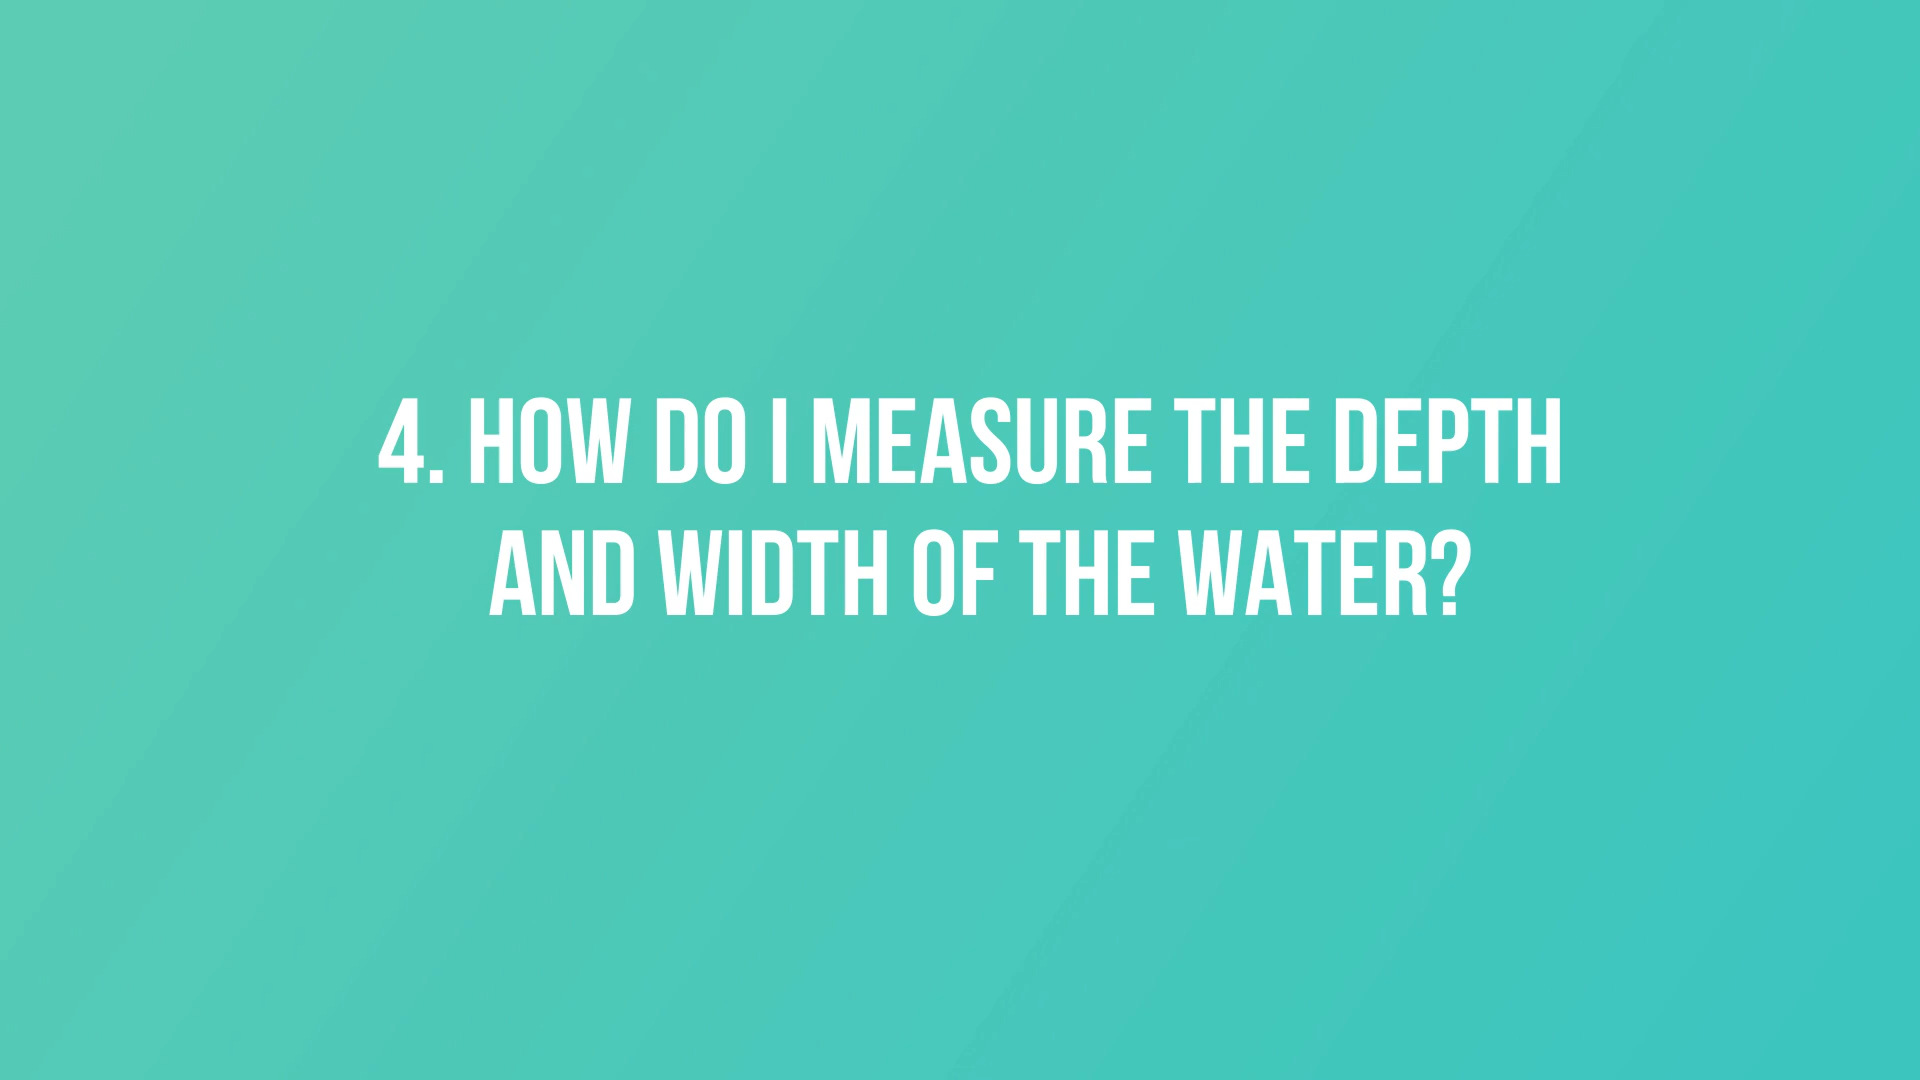 4. HOW DO I MEASURE THE DEPTH
AND WIDTH OF THE WATER?